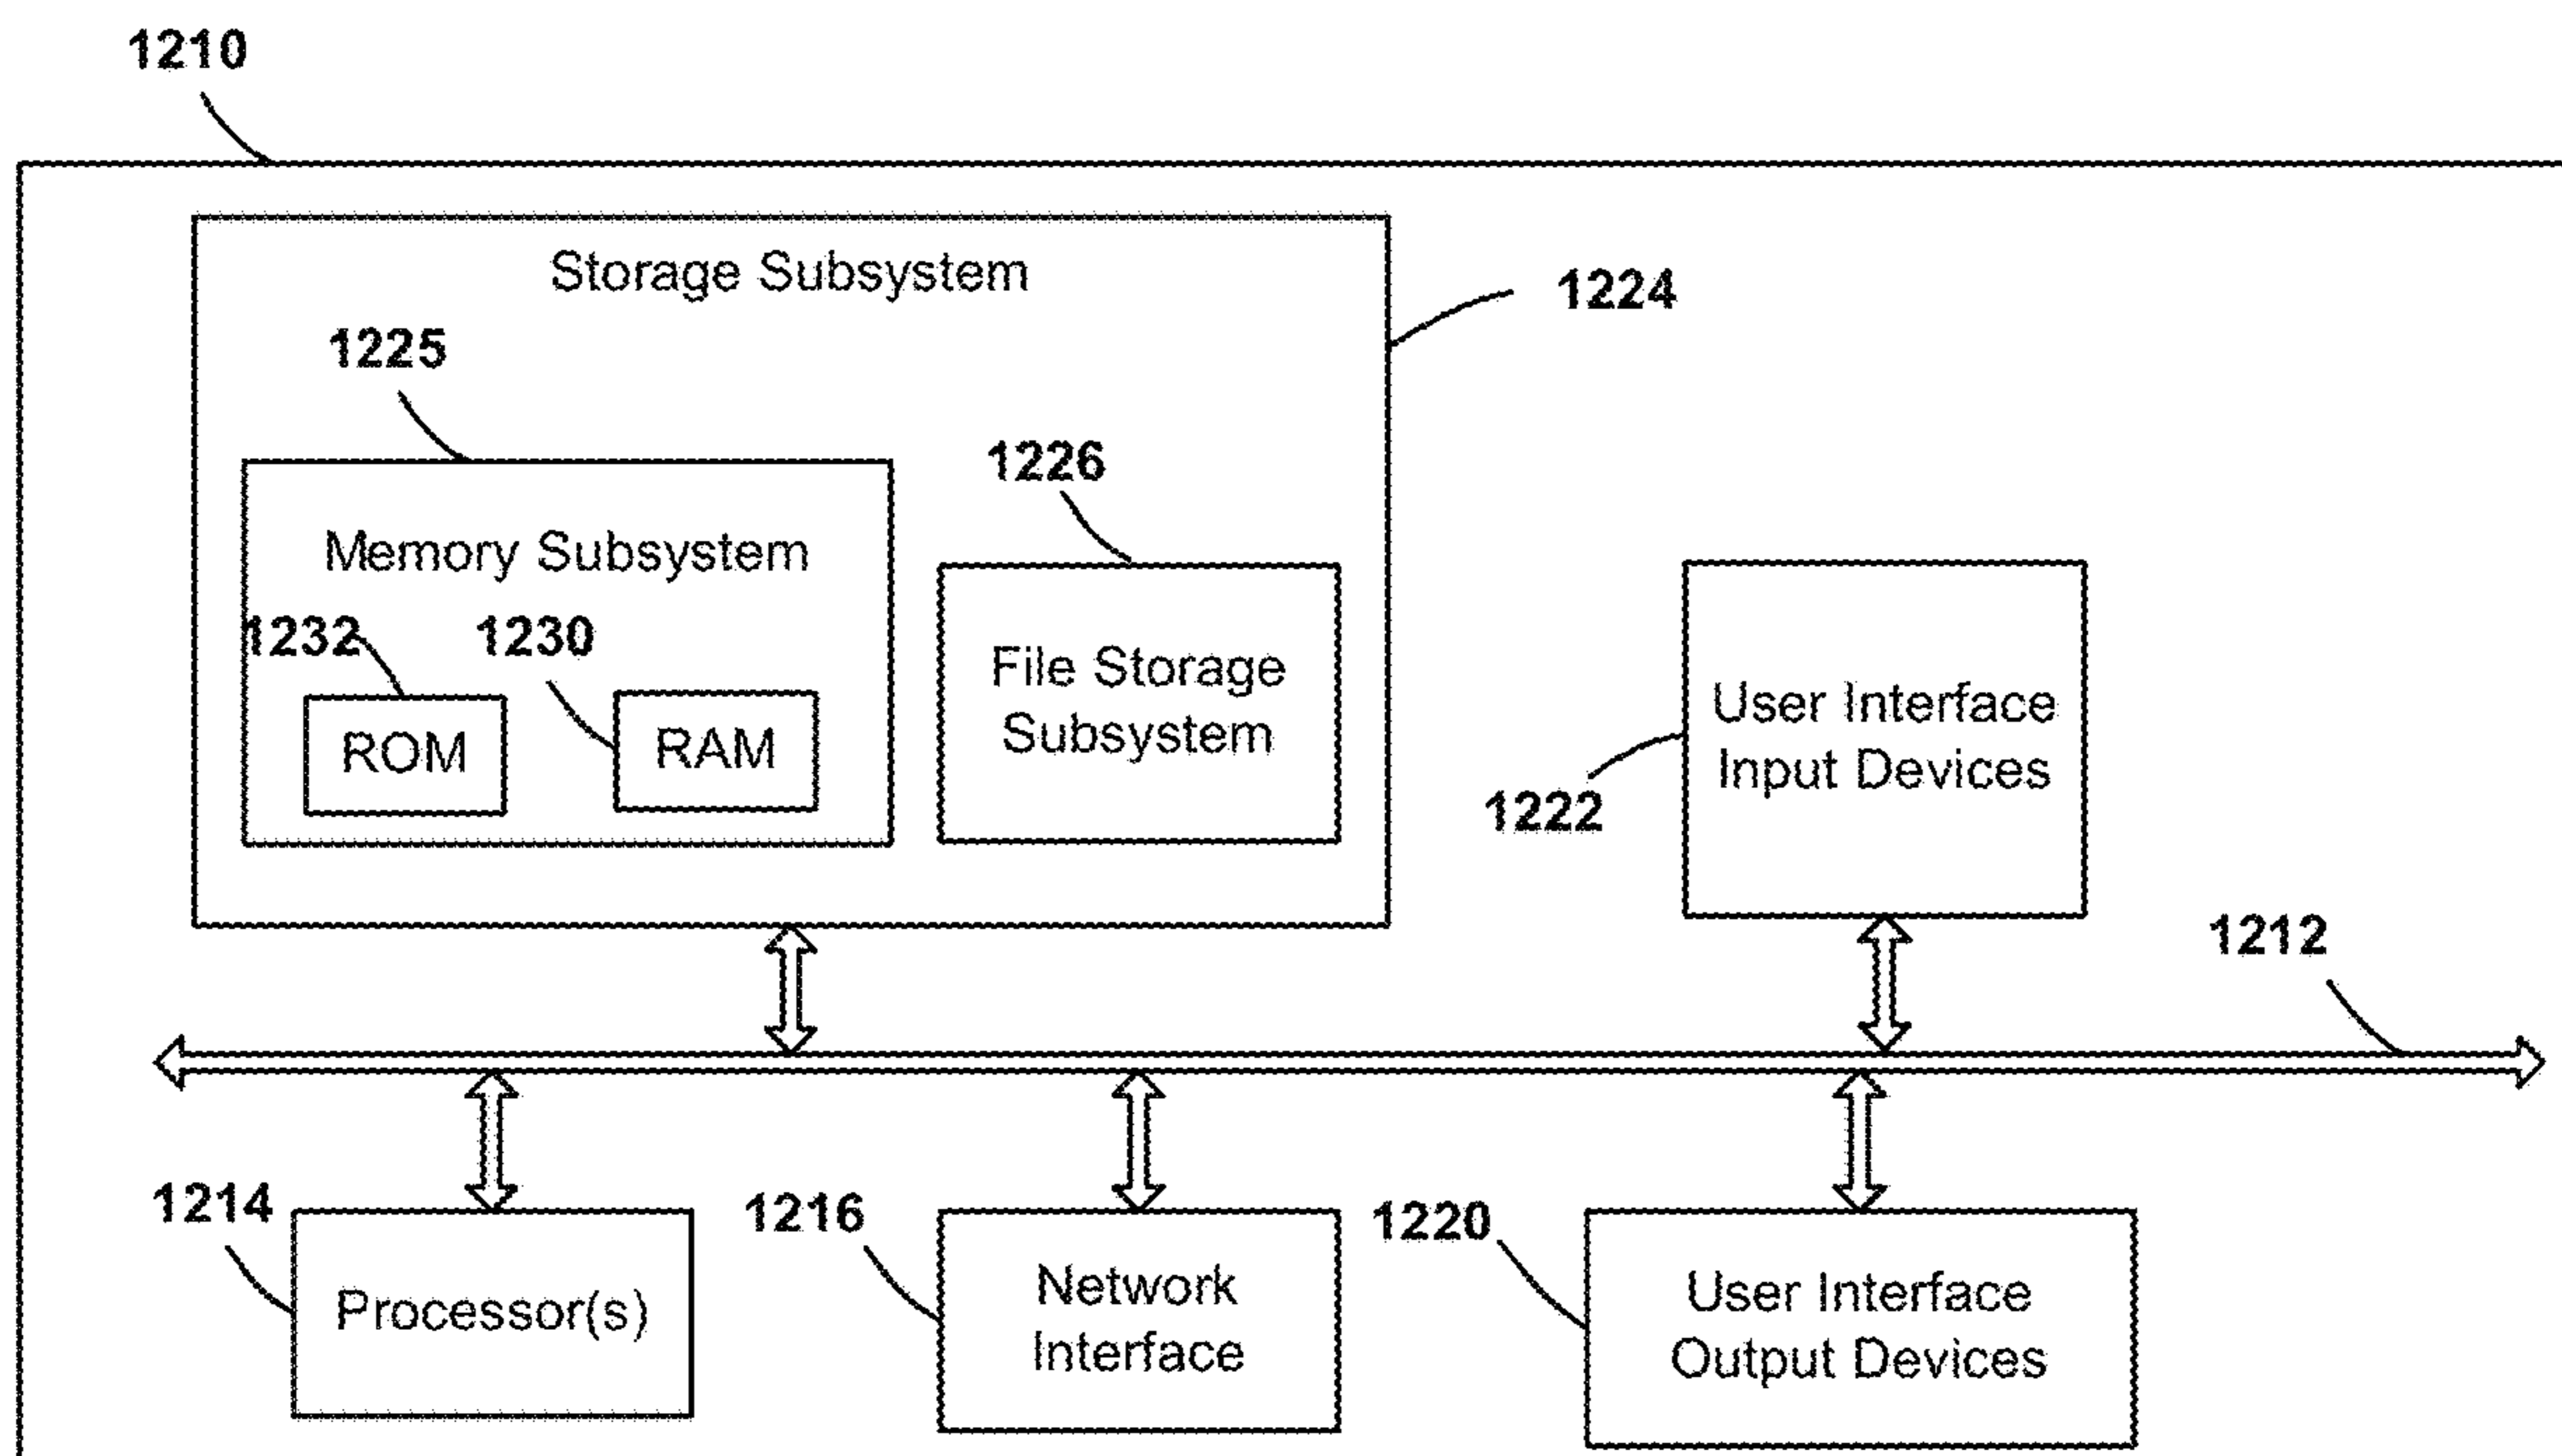 1210
Storage Subsystem
1224
1225
1226
Memory Subsystem
1232
1230
ROM
RAM
File Storage
Subsystem
User Interface
Input Devices
1222
1212
1214
Processor(s)
1216
Network
Interface
1220
User Interface
Output Devices